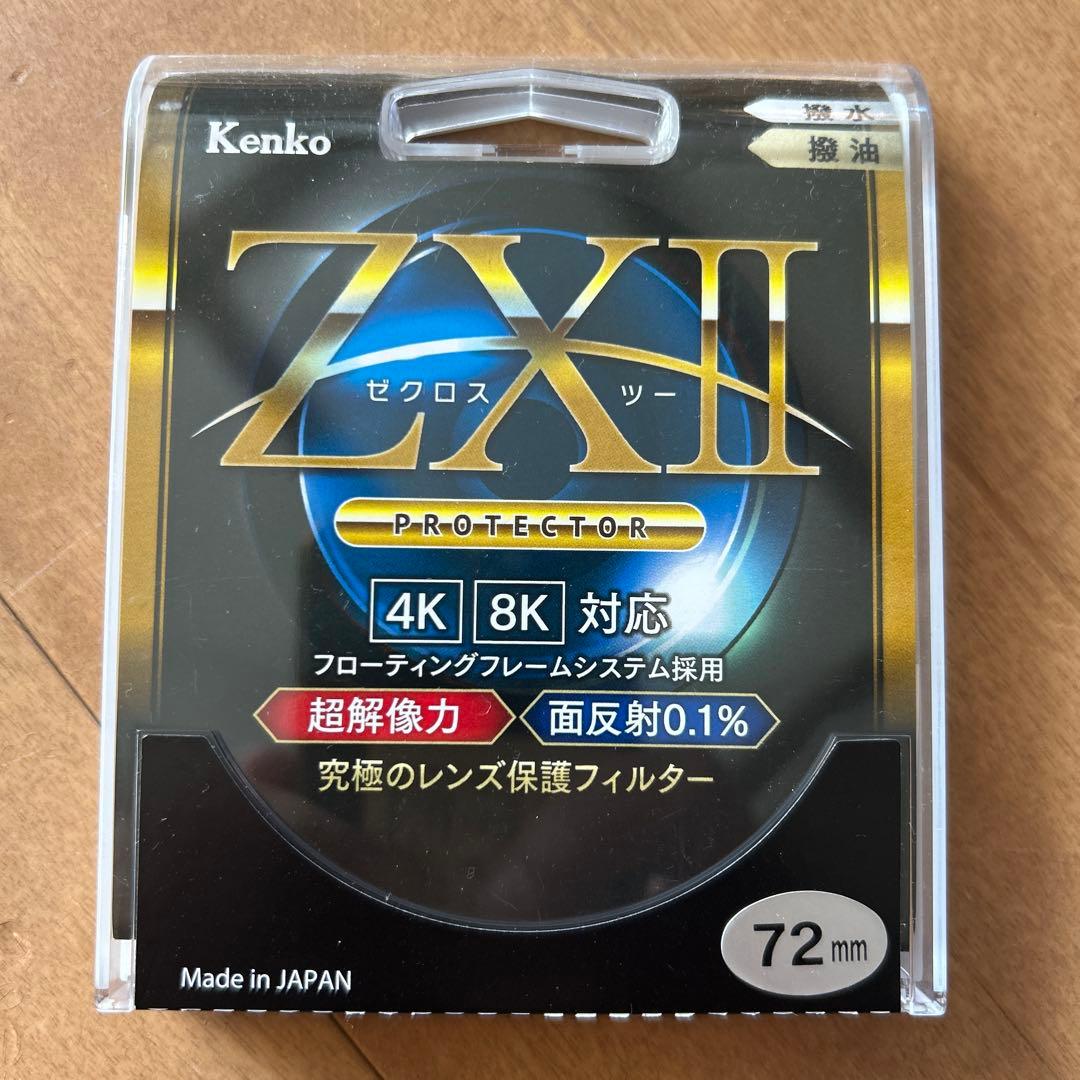 Kenko
撥水
撥油
ZXII
ゼクロス ツー
PROTECTOR
4K 8K 対応
フローティングフレームシステム採用
超解像力 面反射0.1%
究極のレンズ保護フィルター
72mm
Made in JAPAN